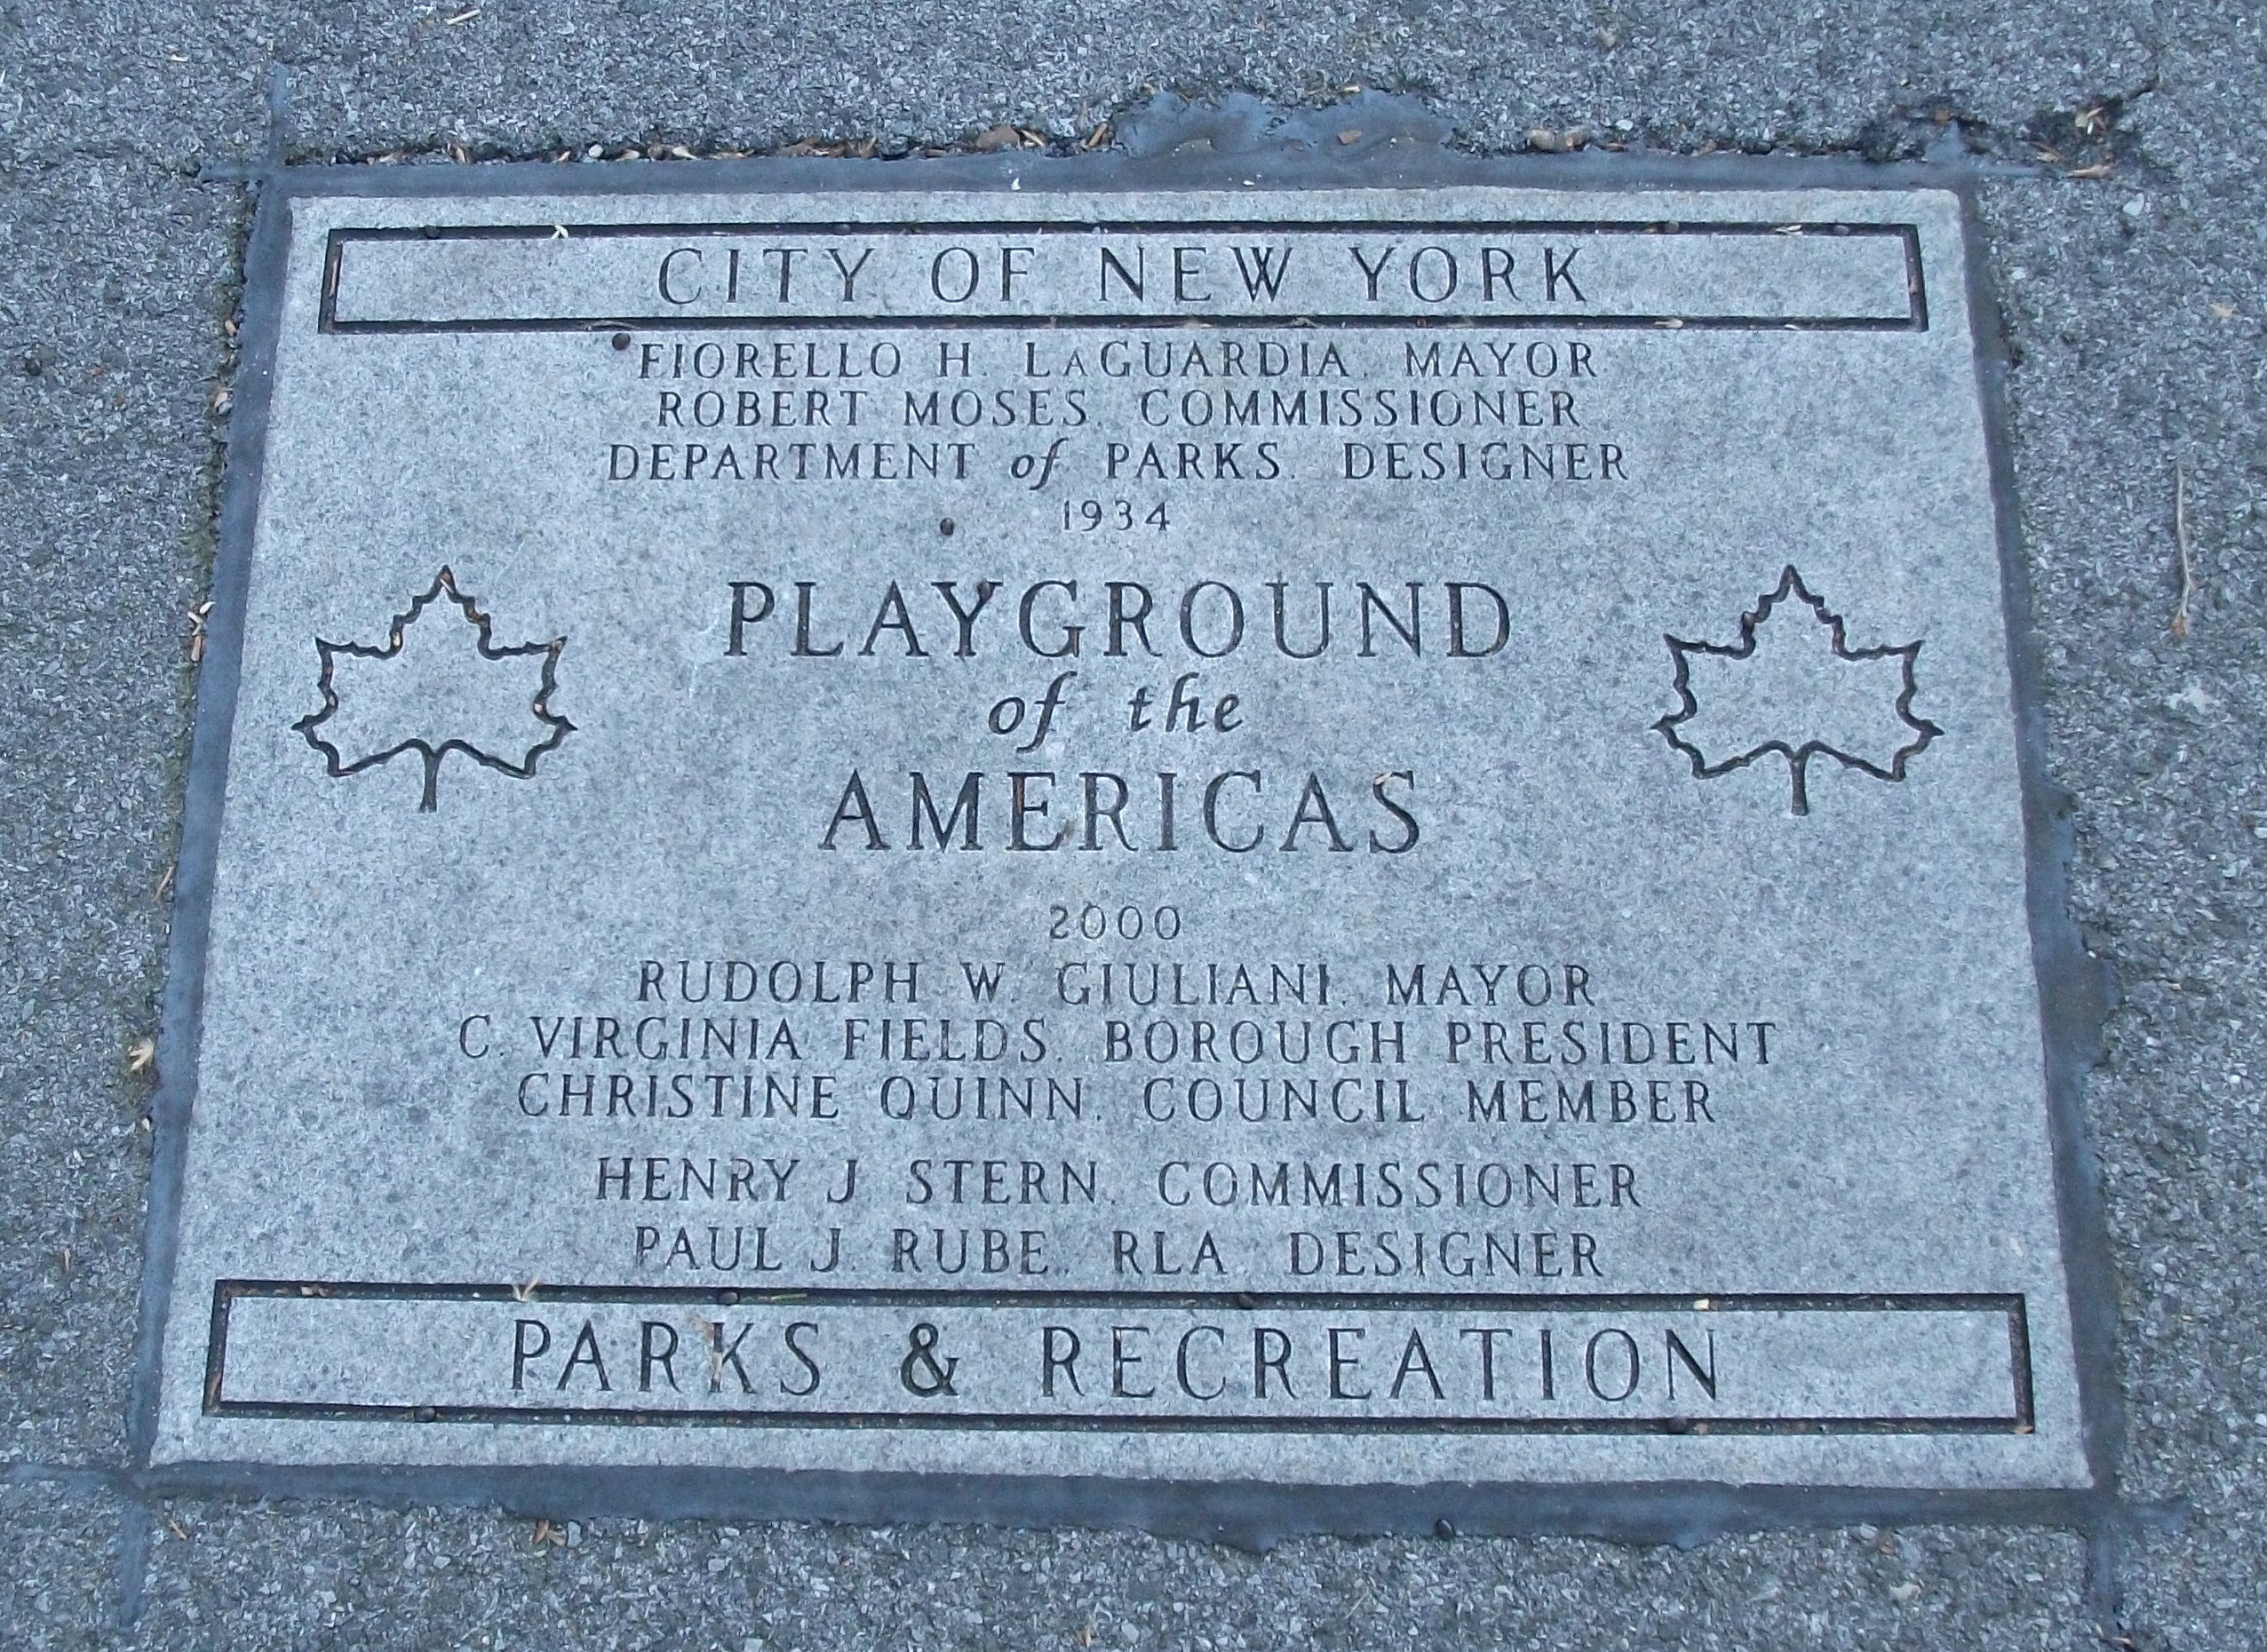 CITY OF NEW YORK
FIORELLO H. LaGUARDIA, MAYOR
ROBERT MOSES, COMMISSIONER
DEPARTMENT of PARKS, DESIGNER
1934
PLAYGROUND
of the
AMERICAS
2000
RUDOLPH W. GIULIANI, MAYOR
C. VIRGINIA FIELDS, BOROUGH PRESIDENT
CHRISTINE QUINN, COUNCIL MEMBER
HENRY J. STERN, COMMISSIONER
PAUL J. RUBE, RLA, DESIGNER
PARKS & RECREATION